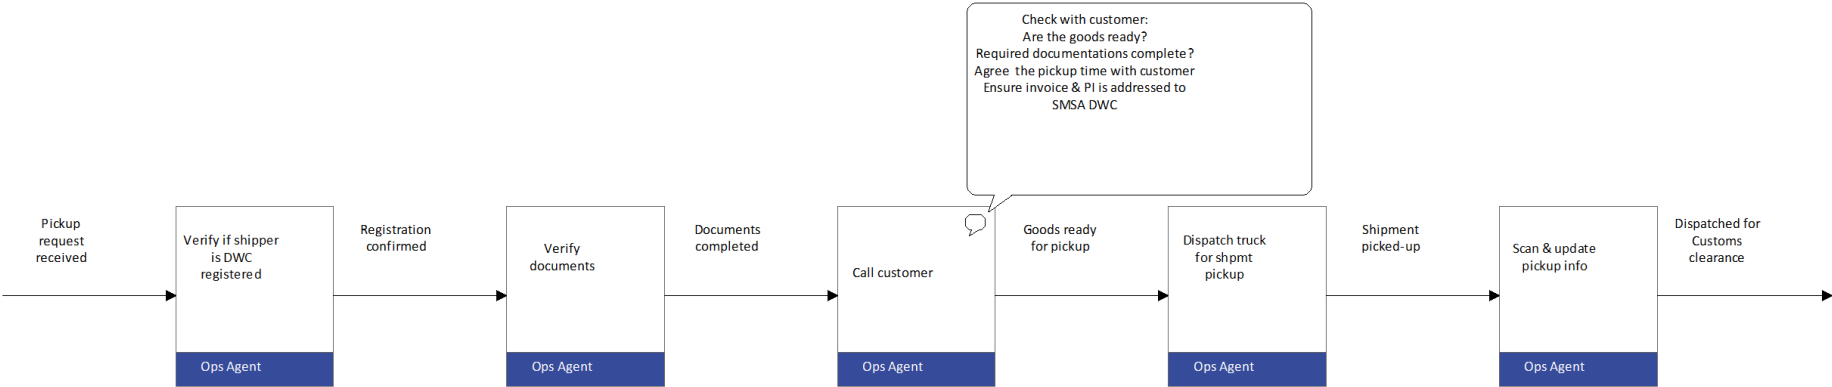 Check with customer:
Are the goods ready?
Required documentations complete?
Agree the pickup time with customer
Ensure invoice & PI is addressed to
SMSA DWC
Pickup
request
received
Verify if shipper
is DWC
registered
Ops Agent
Registration
confirmed
Verify
documents
Ops Agent
Documents
completed
Call customer
Ops Agent
Goods ready
for pickup
Dispatch truck
for shpmt
pickup
Ops Agent
Shipment
picked-up
Scan & update
pickup info
Ops Agent
Dispatched for
Customs
clearance